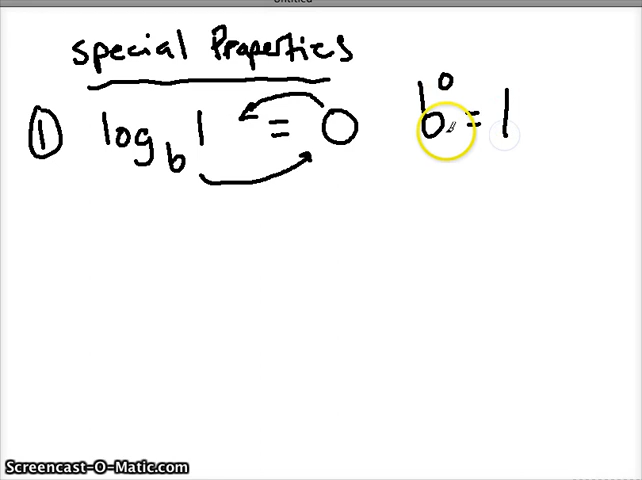 Special Properties
① log_b 1 = 0 b^0 = 1
Screencast-O-Matic.com